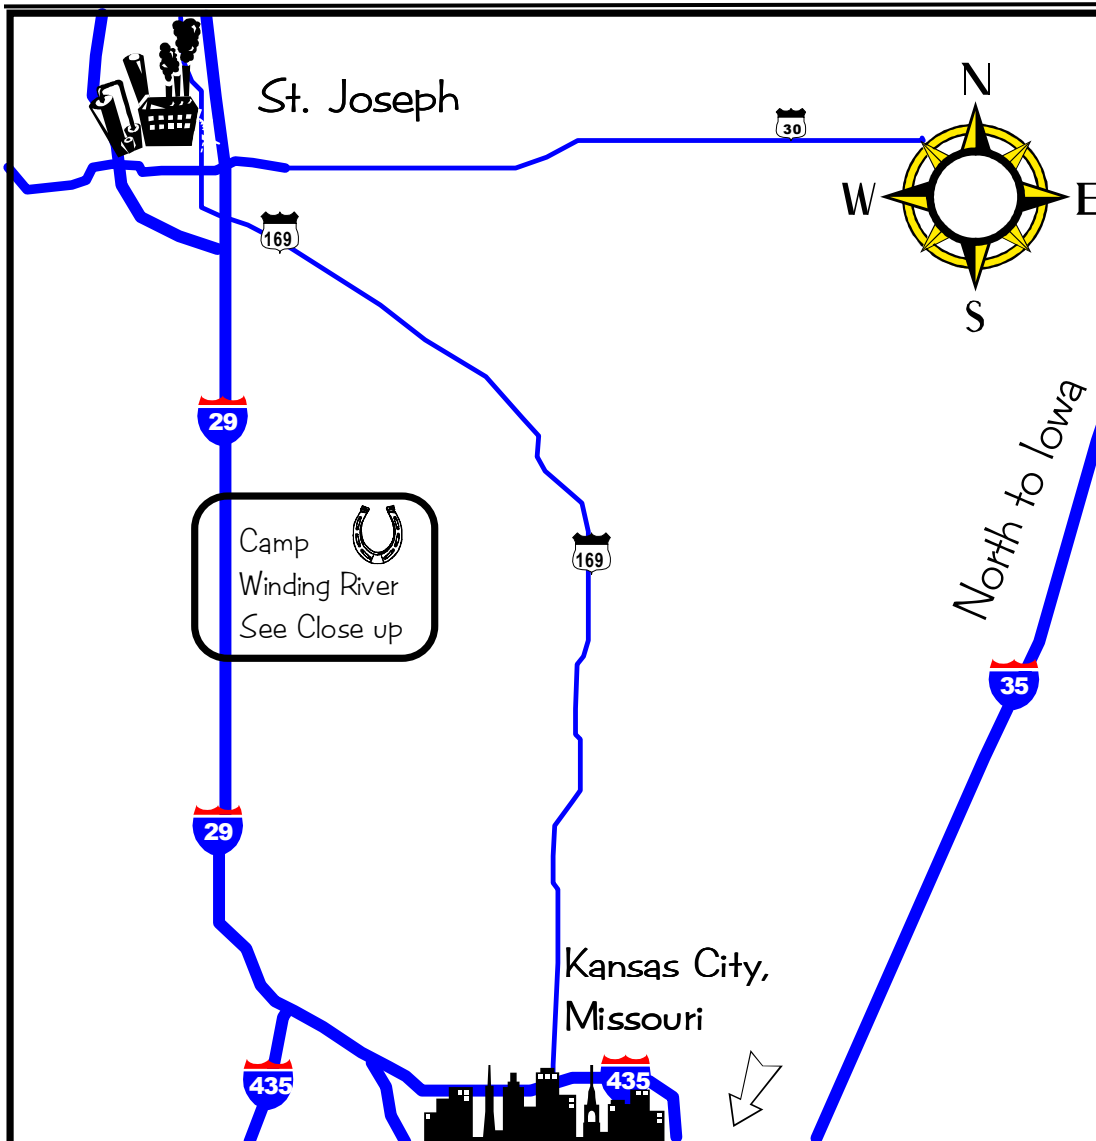 N
St. Joseph
30
W
E
169
S
North to Iowa
29
Camp
Winding River
See Close up
169
35
29
Kansas City,
Missouri
435
435